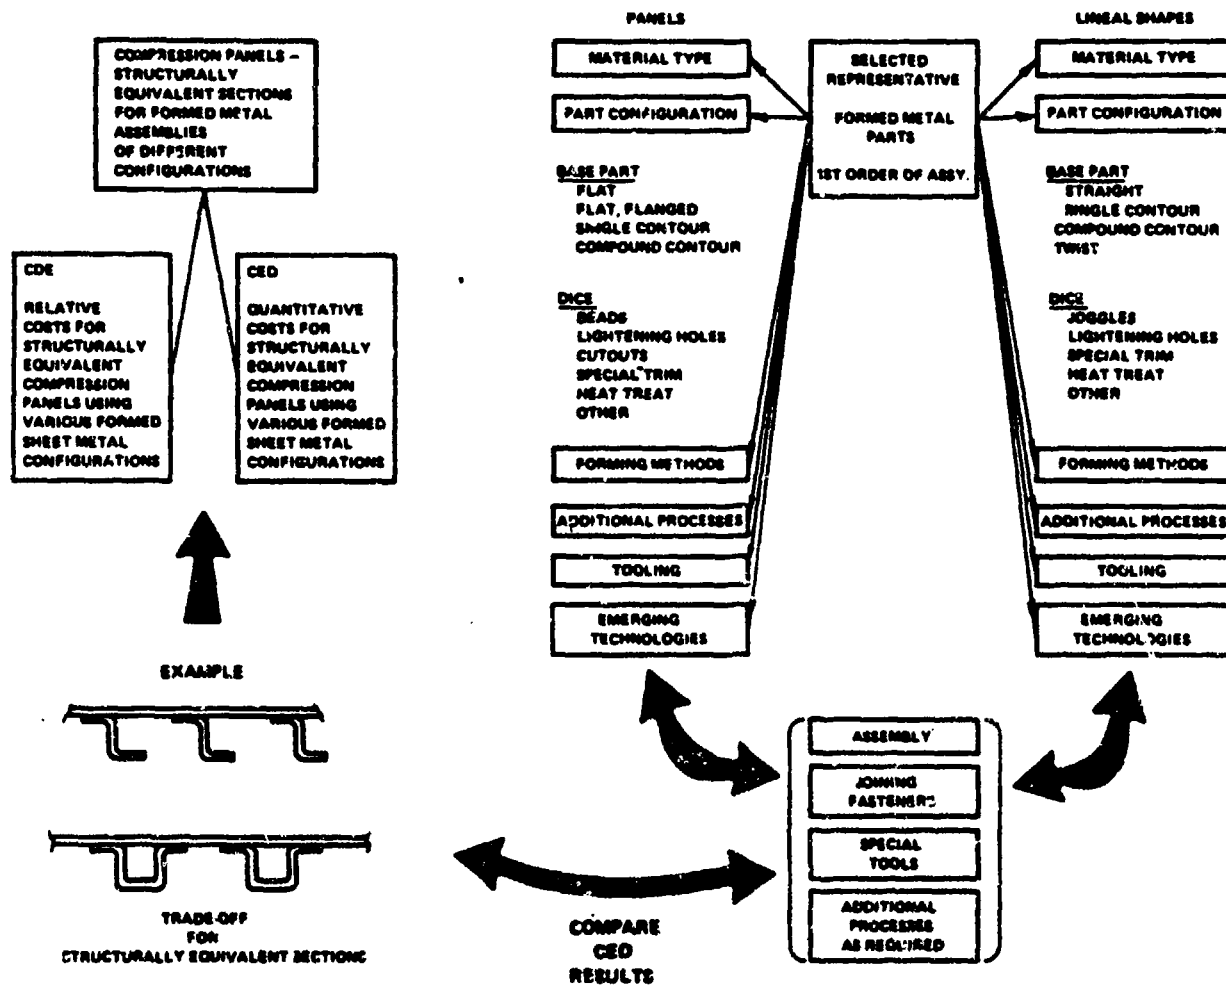 COMPRESSION PANELS –
STRUCTURALLY
EQUIVALENT SECTIONS
FOR FORMED METAL
ASSEMBLIES
OF DIFFERENT
CONFIGURATIONS
CDE
RELATIVE
COSTS FOR
STRUCTURALLY
EQUIVALENT
COMPRESSION
PANELS USING
VARIOUS FORMED
SHEET METAL
CONFIGURATIONS
CED
QUANTITATIVE
COSTS FOR
STRUCTURALLY
EQUIVALENT
COMPRESSION
PANELS USING
VARIOUS FORMED
SHEET METAL
CONFIGURATIONS
EXAMPLE
TRADE-OFF
FOR
STRUCTURALLY EQUIVALENT SECTIONS
PANELS
MATERIAL TYPE
PART CONFIGURATION
BASE PART
FLAT
FLAT, FLANGED
SINGLE CONTOUR
COMPOUND CONTOUR
DICE
BEADS
LIGHTENING HOLES
CUTOUTS
SPECIAL TRIM
HEAT TREAT
OTHER
FORMING METHODS
ADDITIONAL PROCESSES
TOOLING
EMERGING
TECHNOLOGIES
SELECTED
REPRESENTATIVE
FORMED METAL
PARTS
1ST ORDER OF ASSY.
LINEAL SHAPES
MATERIAL TYPE
PART CONFIGURATION
BASE PART
STRAIGHT
SINGLE CONTOUR
COMPOUND CONTOUR
TWIST
DICE
JOGGLES
LIGHTENING HOLES
SPECIAL TRIM
HEAT TREAT
OTHER
FORMING METHODS
ADDITIONAL PROCESSES
TOOLING
EMERGING
TECHNOLOGIES
ASSEMBLY
JOINING
FASTENERS
SPECIAL
TOOLS
ADDITIONAL
PROCESSES
AS REQUIRED
COMPARE
CED
RESULTS